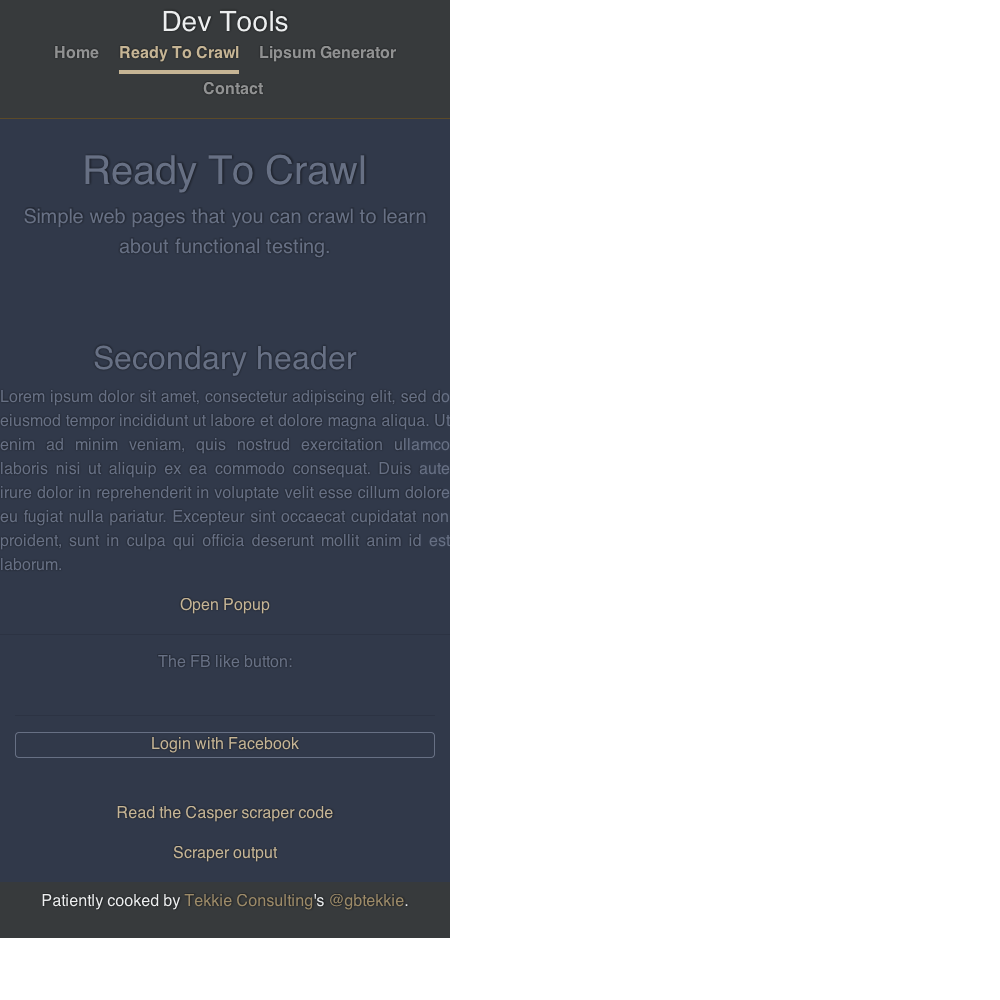 Dev Tools
Home Ready To Crawl Lipsum Generator
Contact
Ready To Crawl
Simple web pages that you can crawl to learn
about functional testing.
Secondary header
Lorem ipsum dolor sit amet, consectetur adipiscing elit, sed do
eiusmod tempor incididunt ut labore et dolore magna aliqua. Ut
enim ad minim veniam, quis nostrud exercitation ullamco
laboris nisi ut aliquip ex ea commodo consequat. Duis aute
irure dolor in reprehenderit in voluptate velit esse cillum dolore
eu fugiat nulla pariatur. Excepteur sint occaecat cupidatat non
proident, sunt in culpa qui officia deserunt mollit anim id est
laborum.
Open Popup
The FB like button:
Login with Facebook
Read the Casper scraper code
Scraper output
Patiently cooked by Tekkie Consulting's @gbtekkie.